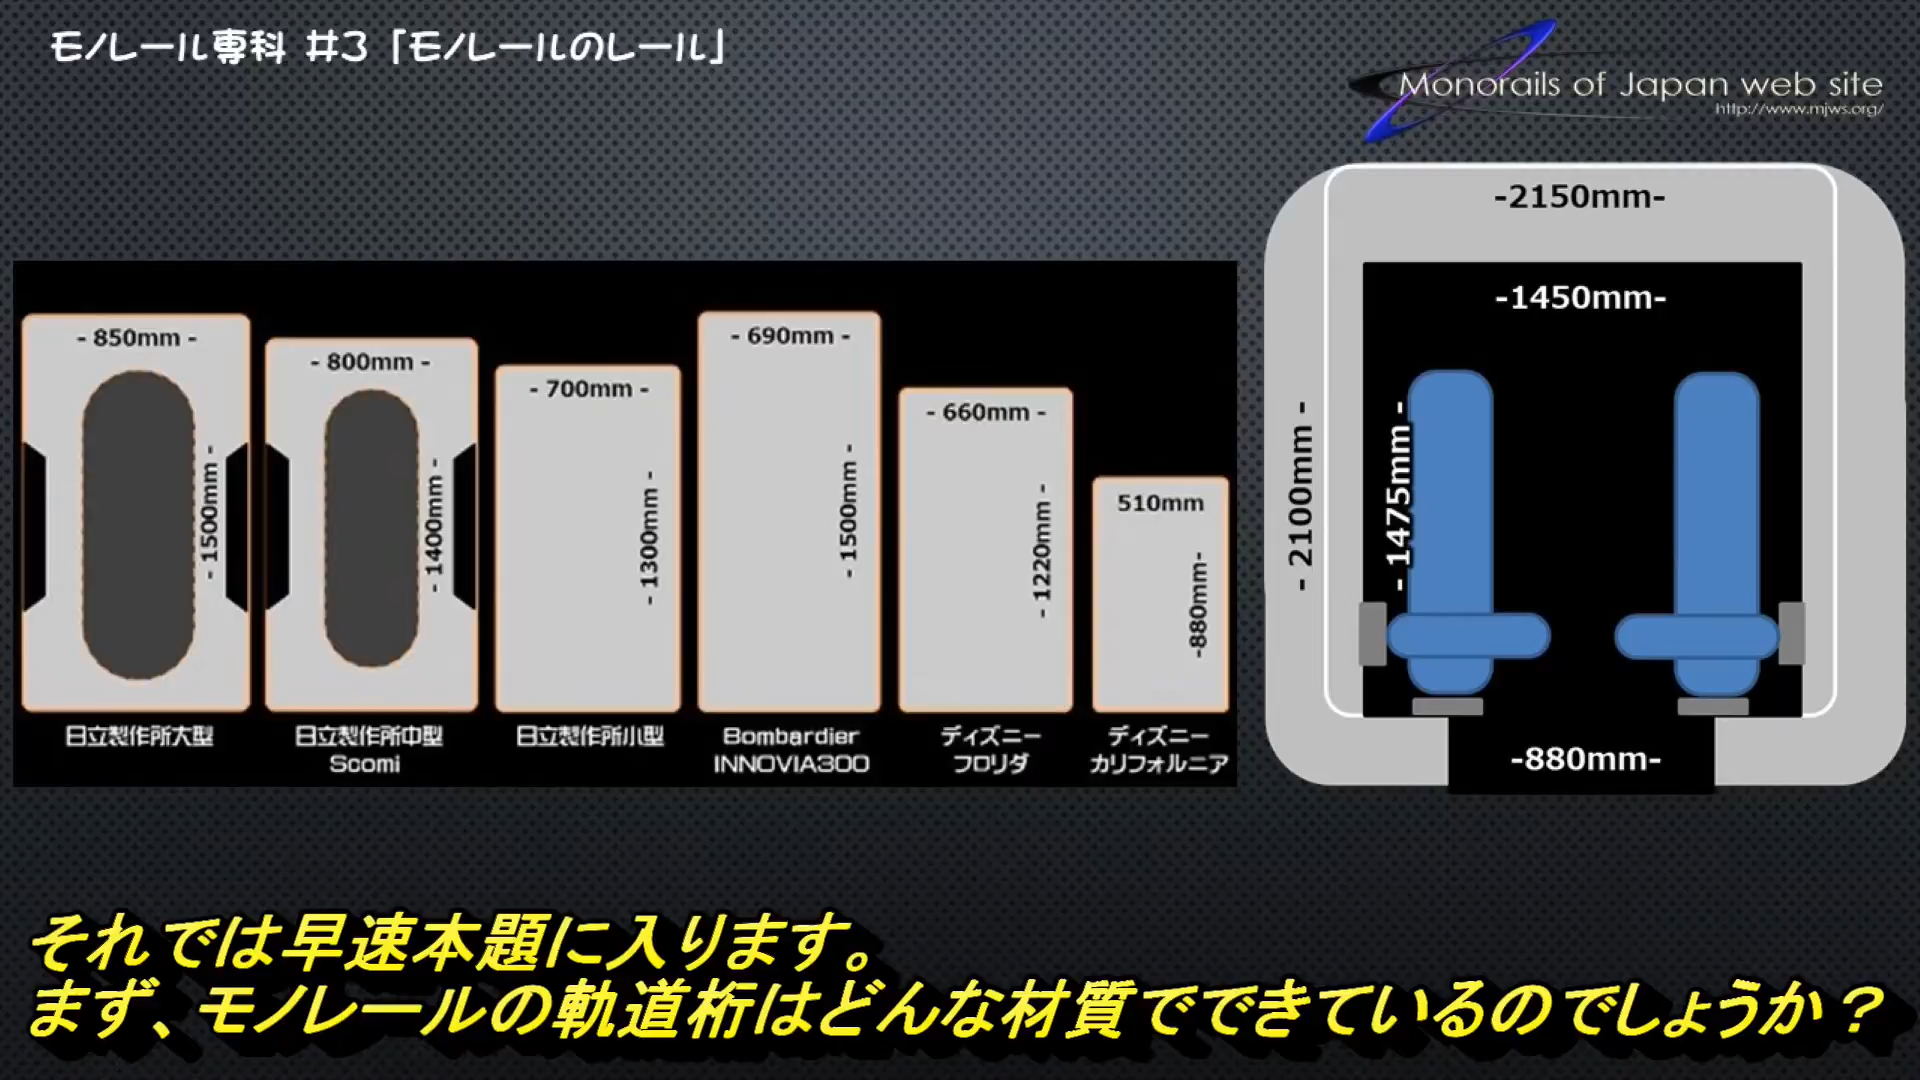 モノレール専科 #3「モノレールのレール」
Monorails of Japan web site
http://www.mjws.org/
- 850mm -
- 1500mm -
日立製作所大型
- 800mm -
- 1400mm -
日立製作所中型
Scomi
- 700mm -
- 1300mm -
日立製作所小型
- 690mm -
- 1500mm -
Bombardier
INNOVIA300
- 660mm -
- 1220mm -
ディズニー
フロリダ
510mm
-880mm-
ディズニー
カリフォルニア
-2150mm-
-1450mm-
- 2100mm -
- 1475mm -
-880mm-
それでは早速本題に入ります。
まず、モノレールの軌道桁はどんな材質でできているのでしょうか？